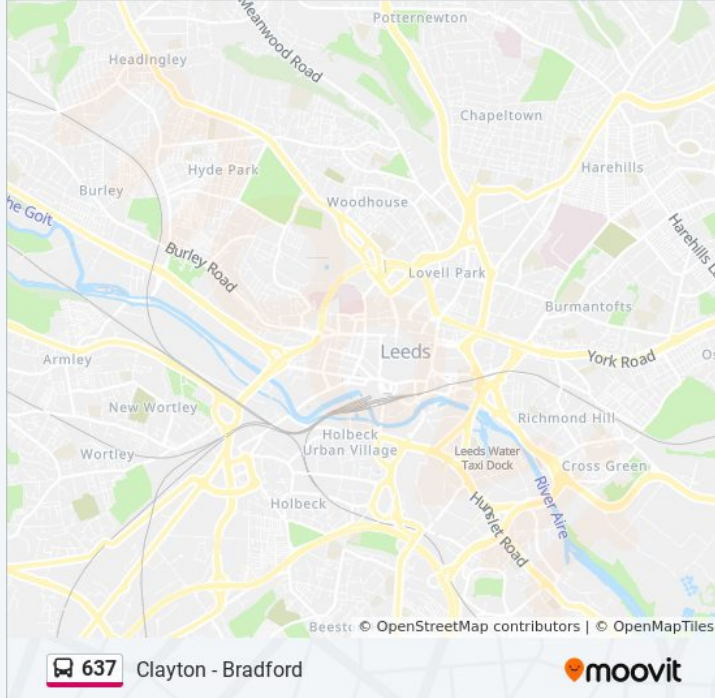 Meanwood Road
Potternewton
Headingley
Chapeltown
Hyde Park
Harehills
Burley
Woodhouse
he Goit
Harehills L
Burley Road
Lovell Park
Burmantofts
Leeds
York Road
Os
Armley
New Wortley
Richmond Hill
Holbeck
Urban Village
Wortley
Leeds Water
Taxi Dock
Cross Green
River Aire
Holbeck
Hunslet Road
Beesto
© OpenStreetMap contributors | © OpenMapTiles
637 Clayton - Bradford
moovit